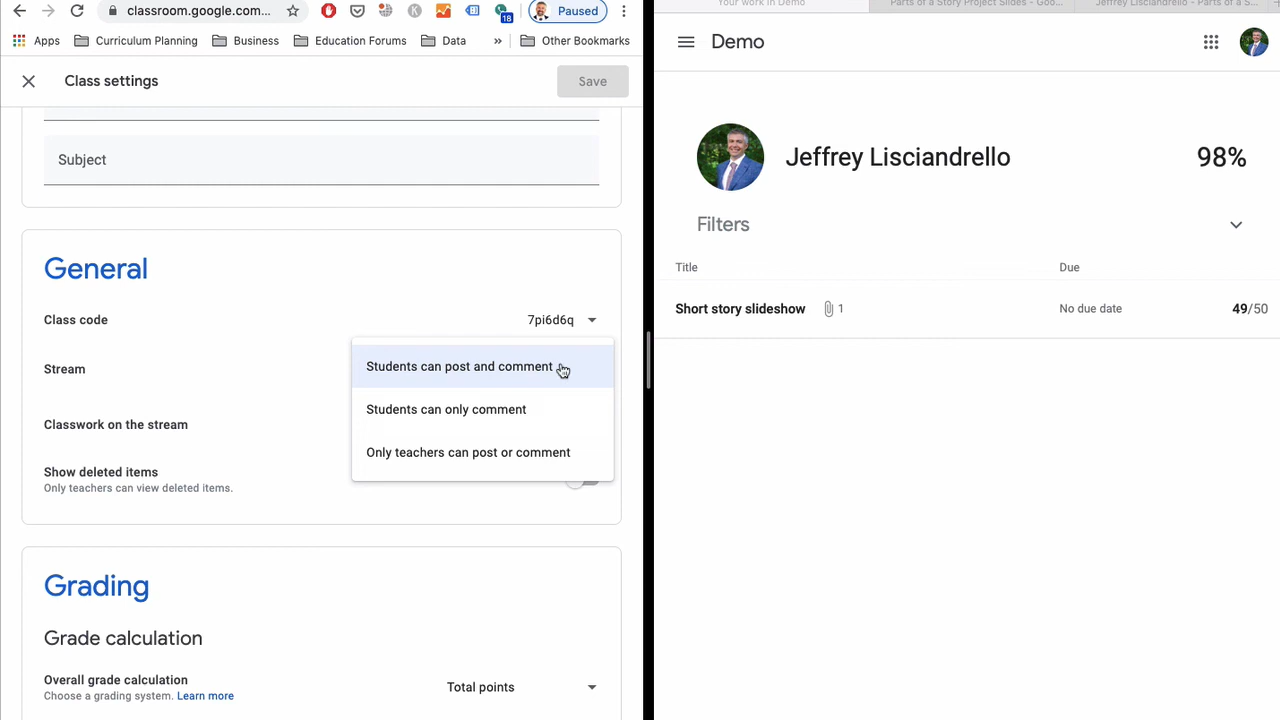 classroom.google.com...
18
Paused
Apps
Curriculum Planning
Business
Education Forums
Data
»
Other Bookmarks
Class settings
Save
Subject
General
Class code
7pi6d6q
Stream
Students can post and comment
Students can only comment
Classwork on the stream
Only teachers can post or comment
Show deleted items
Only teachers can view deleted items.
Grading
Grade calculation
Overall grade calculation
Choose a grading system. Learn more
Total points
Your work in Demo
Parts of a Story Project Slides - Goo...
Jeffrey Lisciandrello - Parts of a S...
Demo
Jeffrey Lisciandrello
98%
Filters
Title
Due
Short story slideshow
1
No due date
49/50